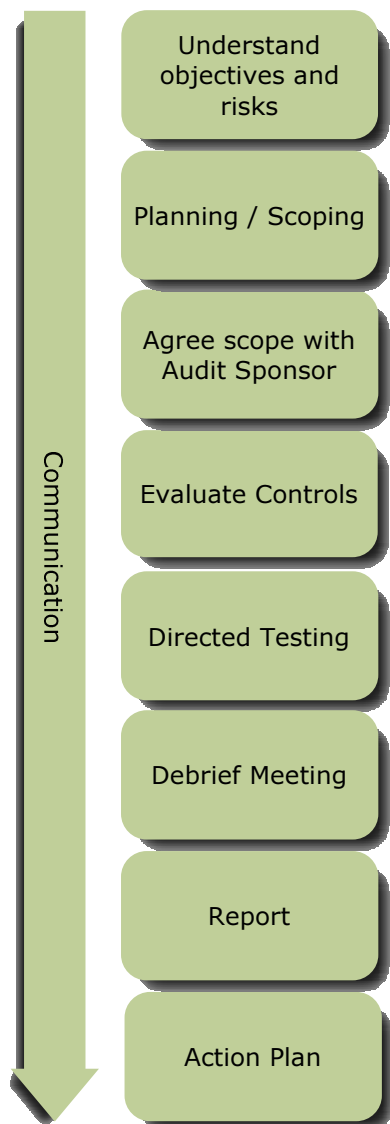 Understand
objectives and
risks
Planning / Scoping
Agree scope with
Audit Sponsor
Evaluate Controls
Communication
Directed Testing
Debrief Meeting
Report
Action Plan